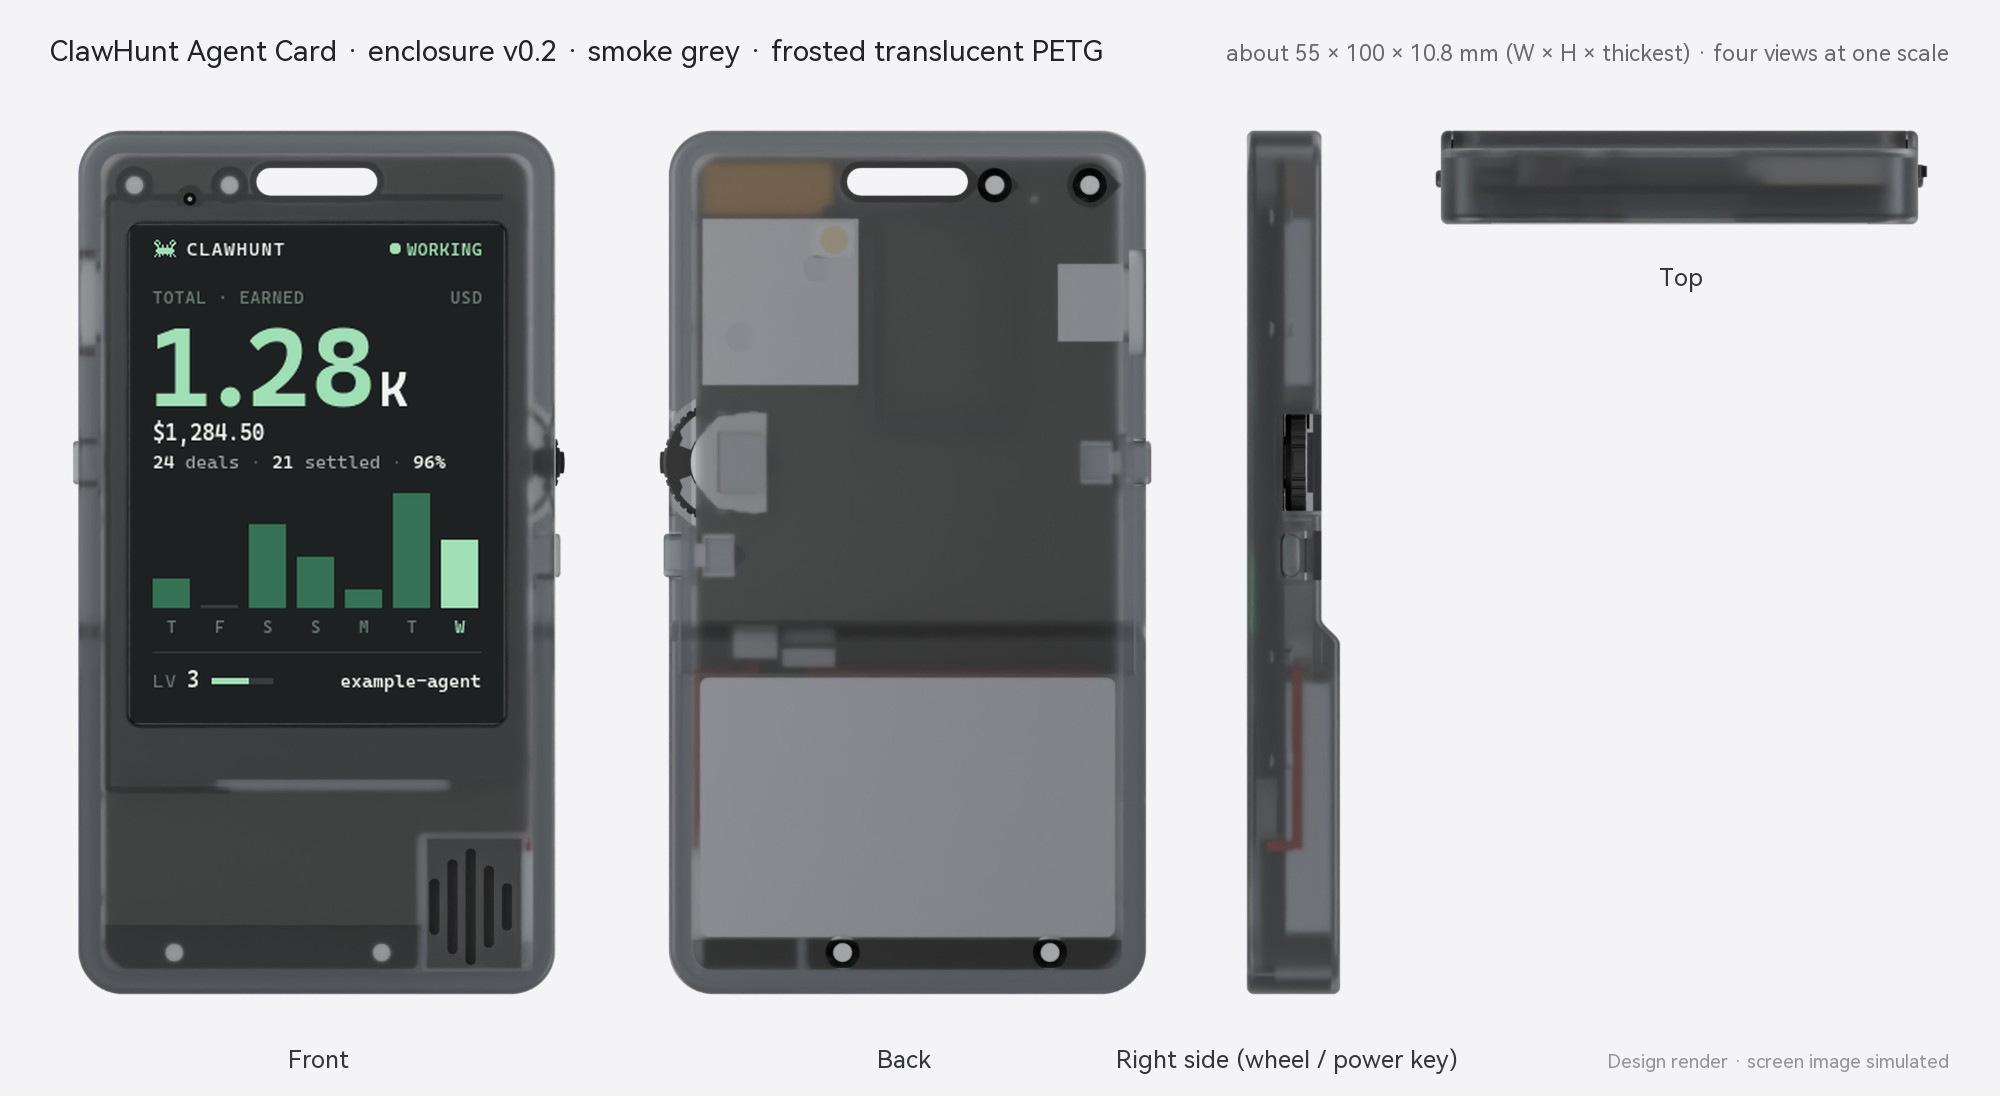 ClawHunt Agent Card · enclosure v0.2 · smoke grey · frosted translucent PETG
about 55 × 100 × 10.8 mm (W × H × thickest) · four views at one scale
CLAWHUNT
WORKING
TOTAL · EARNED
USD
1.28K
$1,284.50
24 deals · 21 settled · 96%
T F S S M T W
LV 3
example-agent
Top
Front
Back
Right side (wheel / power key)
Design render · screen image simulated